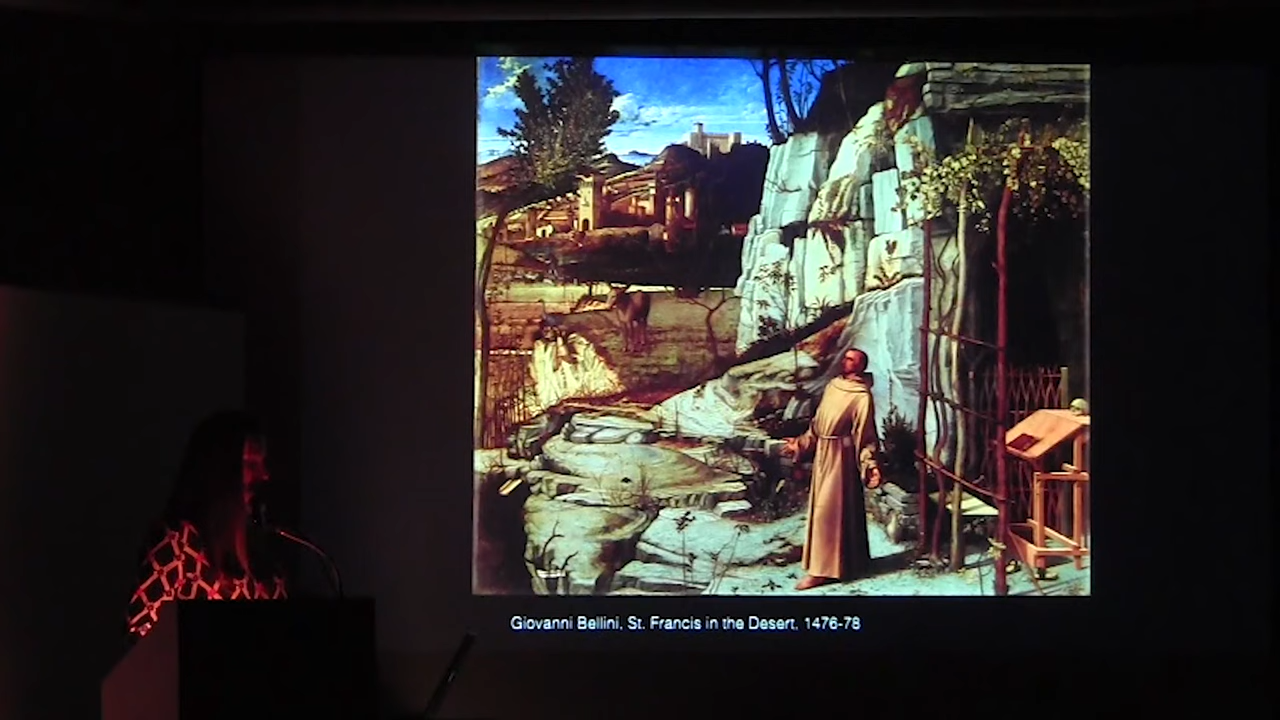 Giovanni Bellini, St. Francis in the Desert, 1476-78